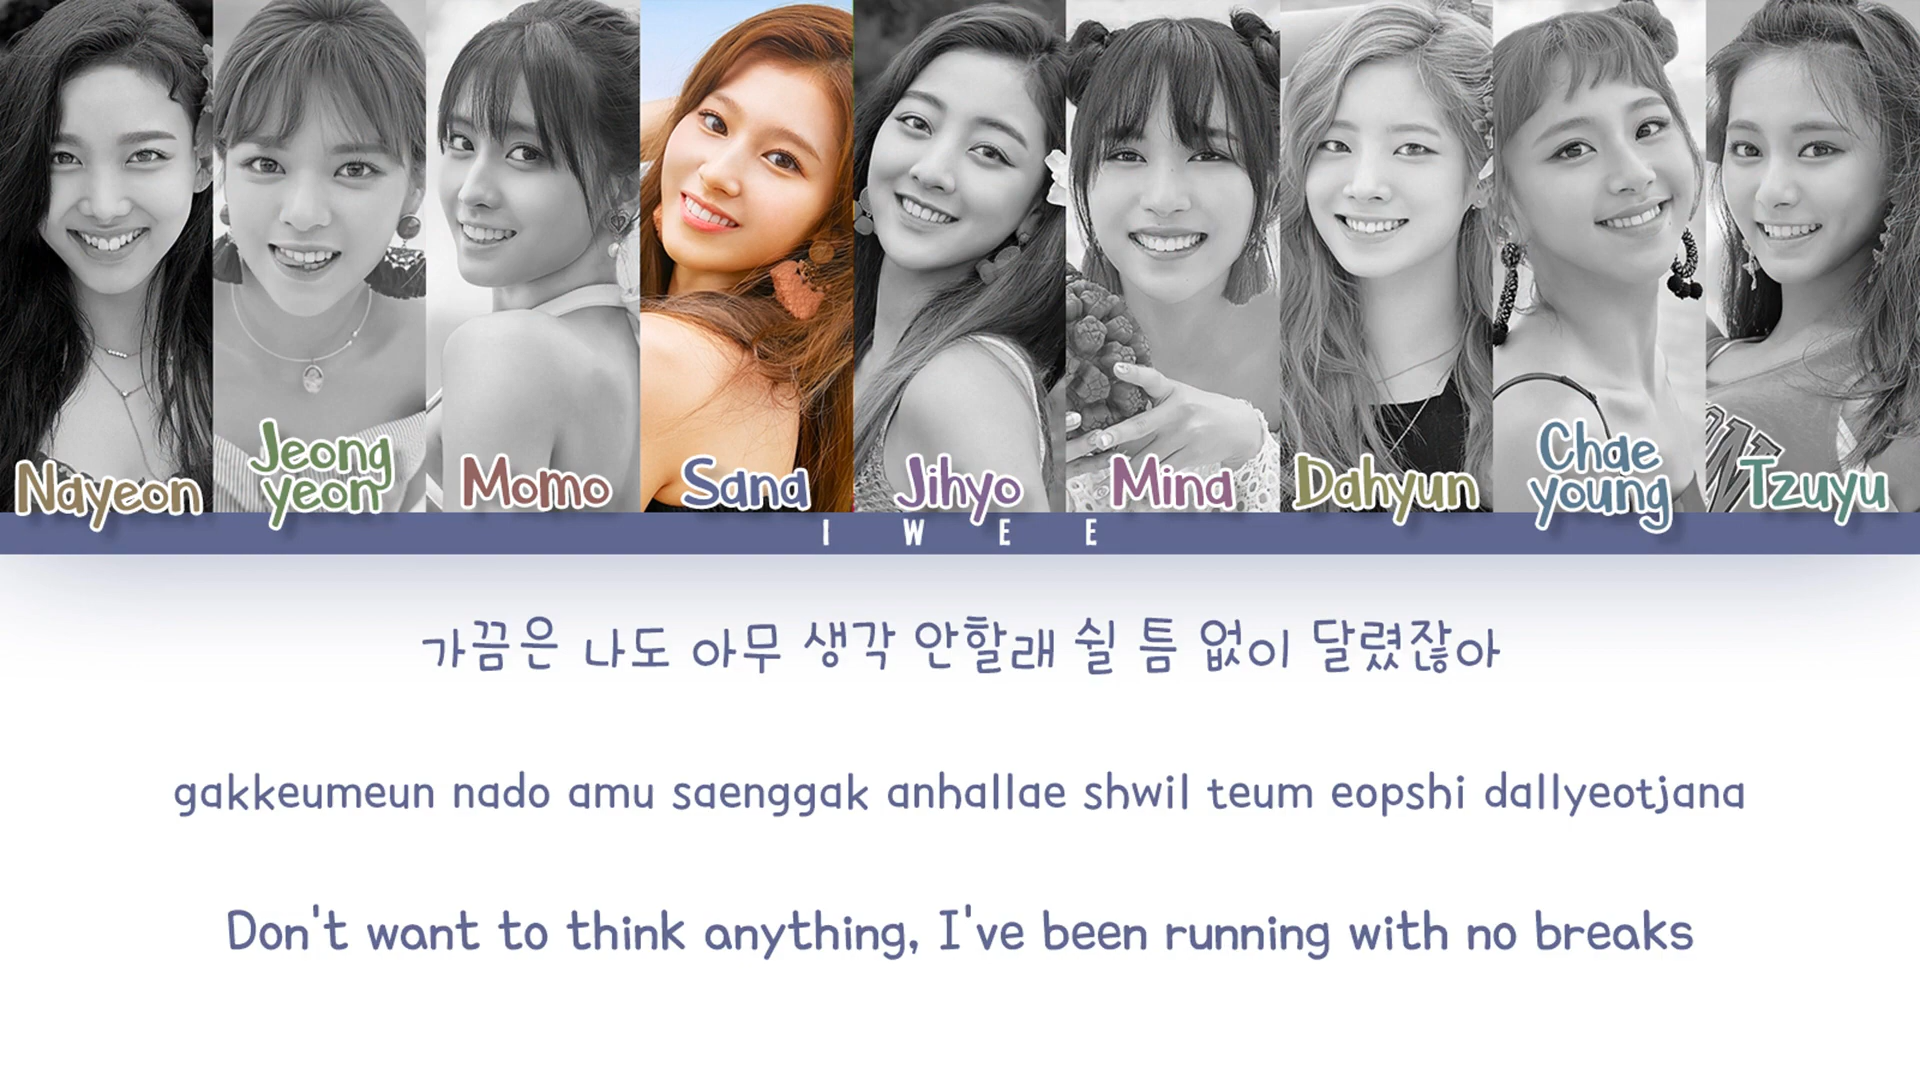 Nayeon
Jeong
yeon
Momo
Sana
Jihyo
Mina
Dahyun
Chae
young
Tzuyu
I W E E
가끔은 나도 아무 생각 안할래 쉴 틈 없이 달렸잖아
gakkeumeun nado amu saenggak anhallae shwil teum eopshi dallyeotjana
Don't want to think anything, I've been running with no breaks